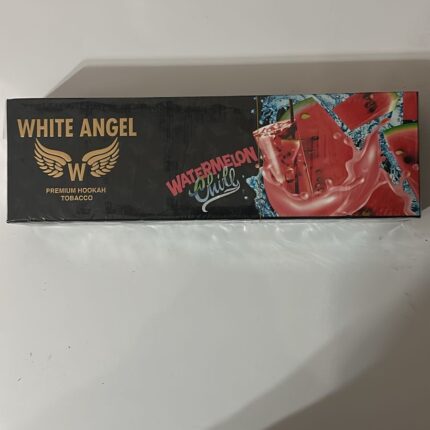 WHITE ANGEL
W
PREMIUM HOOKAH
TOBACCO
WATERMELON
Chill